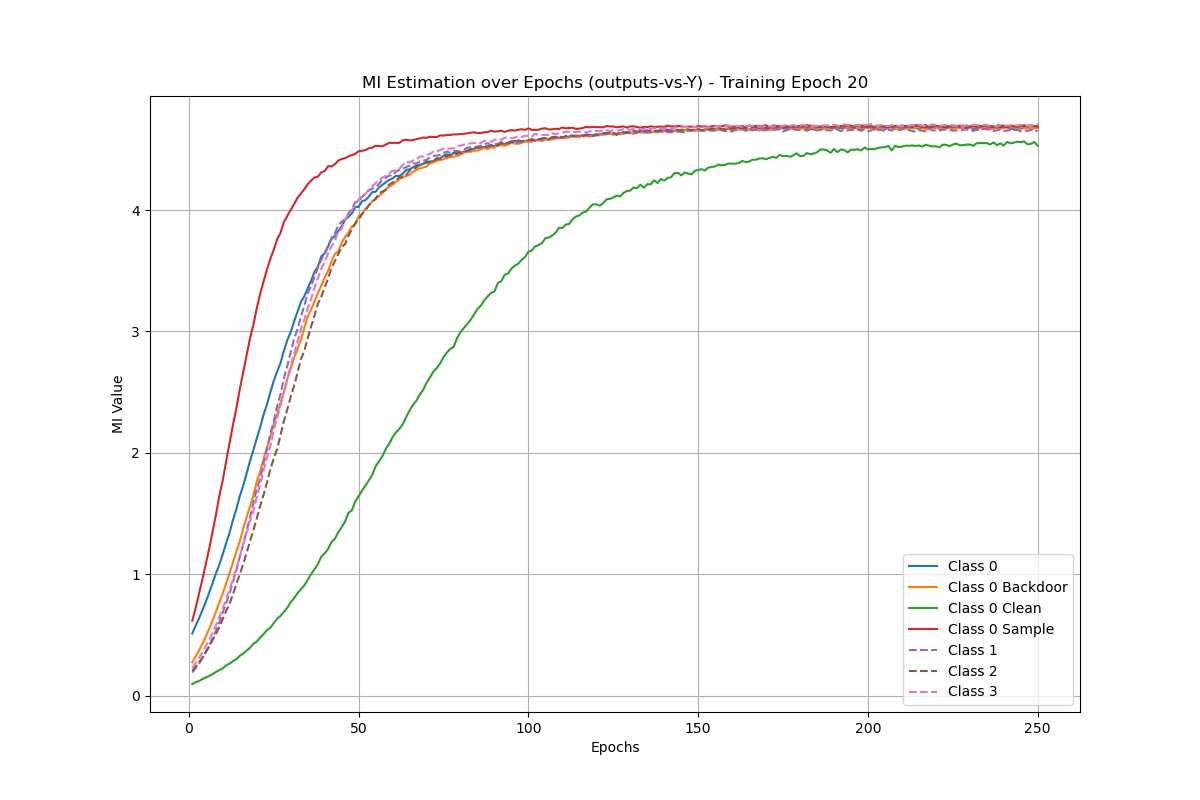 MI Estimation over Epochs (outputs-vs-Y) - Training Epoch 20
MI Value
4
3
2
1
0
0 50 100 150 200 250
Epochs
Class 0
Class 0 Backdoor
Class 0 Clean
Class 0 Sample
Class 1
Class 2
Class 3